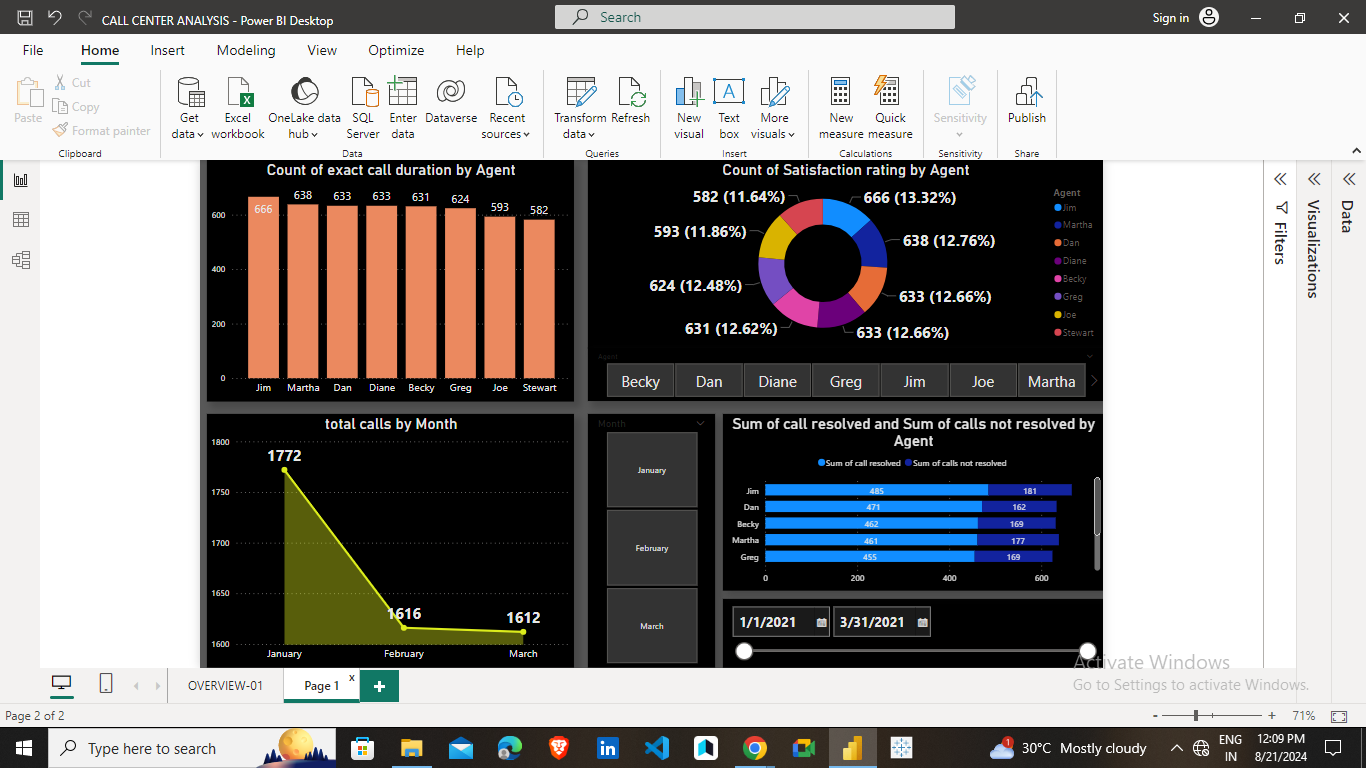 CALL CENTER ANALYSIS - Power BI Desktop
Search
Sign in
File Home Insert Modeling View Optimize Help
Paste
Cut
Copy
Format painter
Clipboard
Get data
Excel workbook
OneLake data hub
SQL Server
Enter data
Dataverse
Recent sources
Data
Transform data
Refresh
Queries
New visual
Text box
More visuals
Insert
New measure
Quick measure
Calculations
Sensitivity
Sensitivity
Publish
Share
Count of exact call duration by Agent
666
638
633
633
631
624
593
582
600
400
200
0
Jim Martha Dan Diane Becky Greg Joe Stewart
Count of Satisfaction rating by Agent
582 (11.64%)
666 (13.32%)
593 (11.86%)
638 (12.76%)
624 (12.48%)
633 (12.66%)
631 (12.62%)
633 (12.66%)
Agent
Jim
Martha
Dan
Diane
Becky
Greg
Joe
Stewart
Agent
Becky Dan Diane Greg Jim Joe Martha
total calls by Month
1800
1750
1700
1650
1600
1772
1616
1612
January February March
Month
January
February
March
Sum of call resolved and Sum of calls not resolved by
Agent
Sum of call resolved Sum of calls not resolved
Jim 485 181
Dan 471 162
Becky 462 169
Martha 461 177
Greg 455 169
0 200 400 600
1/1/2021 3/31/2021
Filters
Visualizations
Data
Activate Windows
Go to Settings to activate Windows.
OVERVIEW-01
Page 1
x
+
Page 2 of 2
- + 71%
Type here to search
1
30°C Mostly cloudy
ENG
IN
12:09 PM
8/21/2024